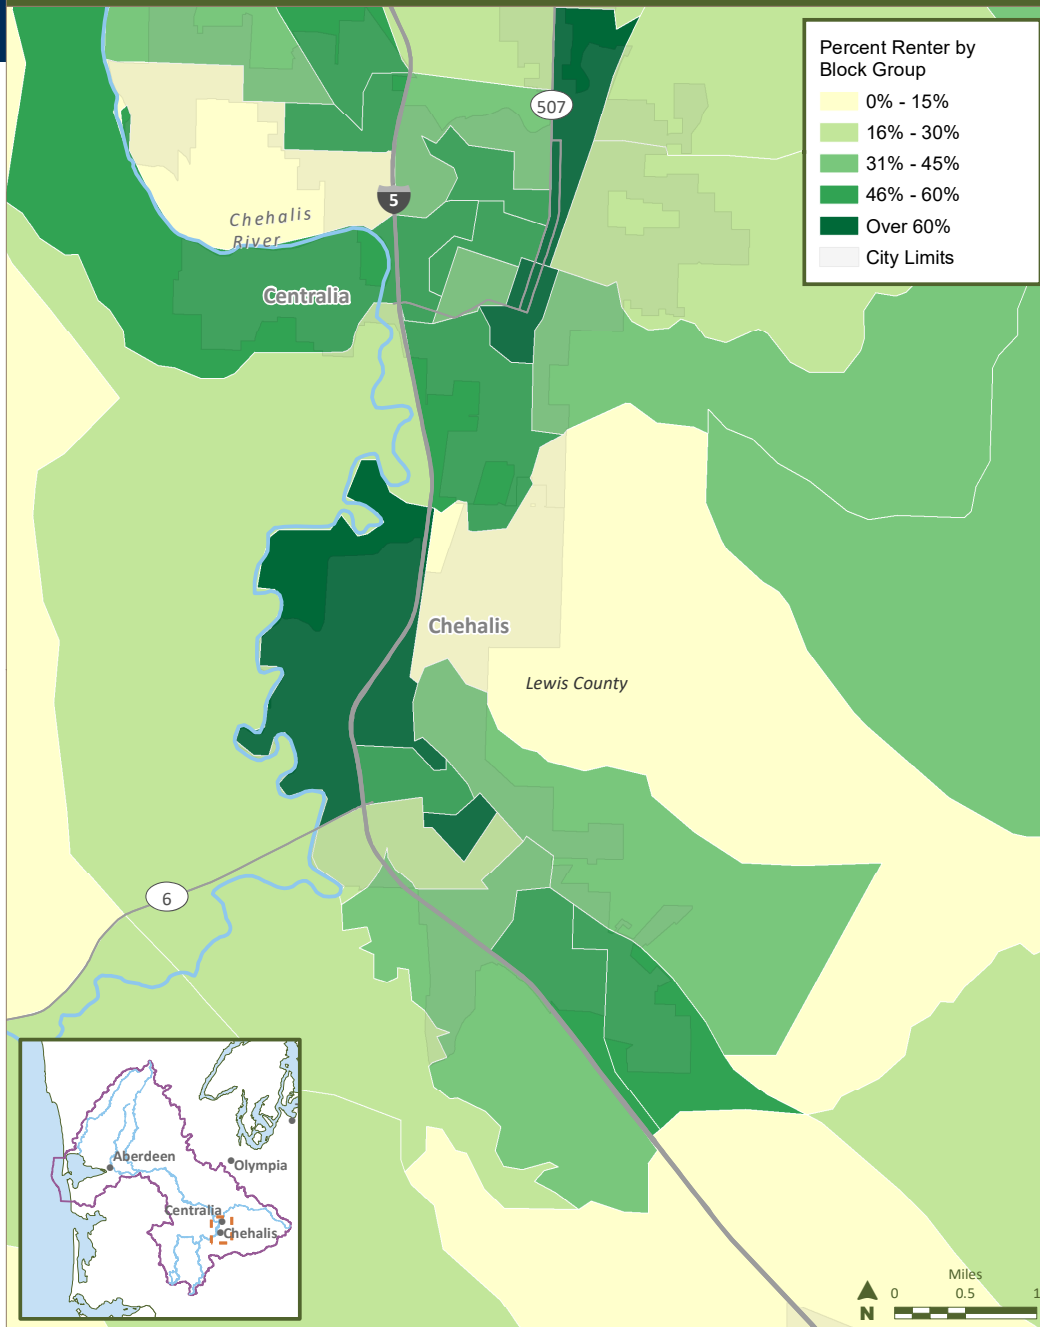 Percent Renter by
Block Group
0% - 15%
16% - 30%
31% - 45%
46% - 60%
Over 60%
City Limits
507
5
Chehalis
River
Centralia
Chehalis
Lewis County
6
Aberdeen
Olympia
Centralia
Chehalis
Miles
0 0.5 1
N